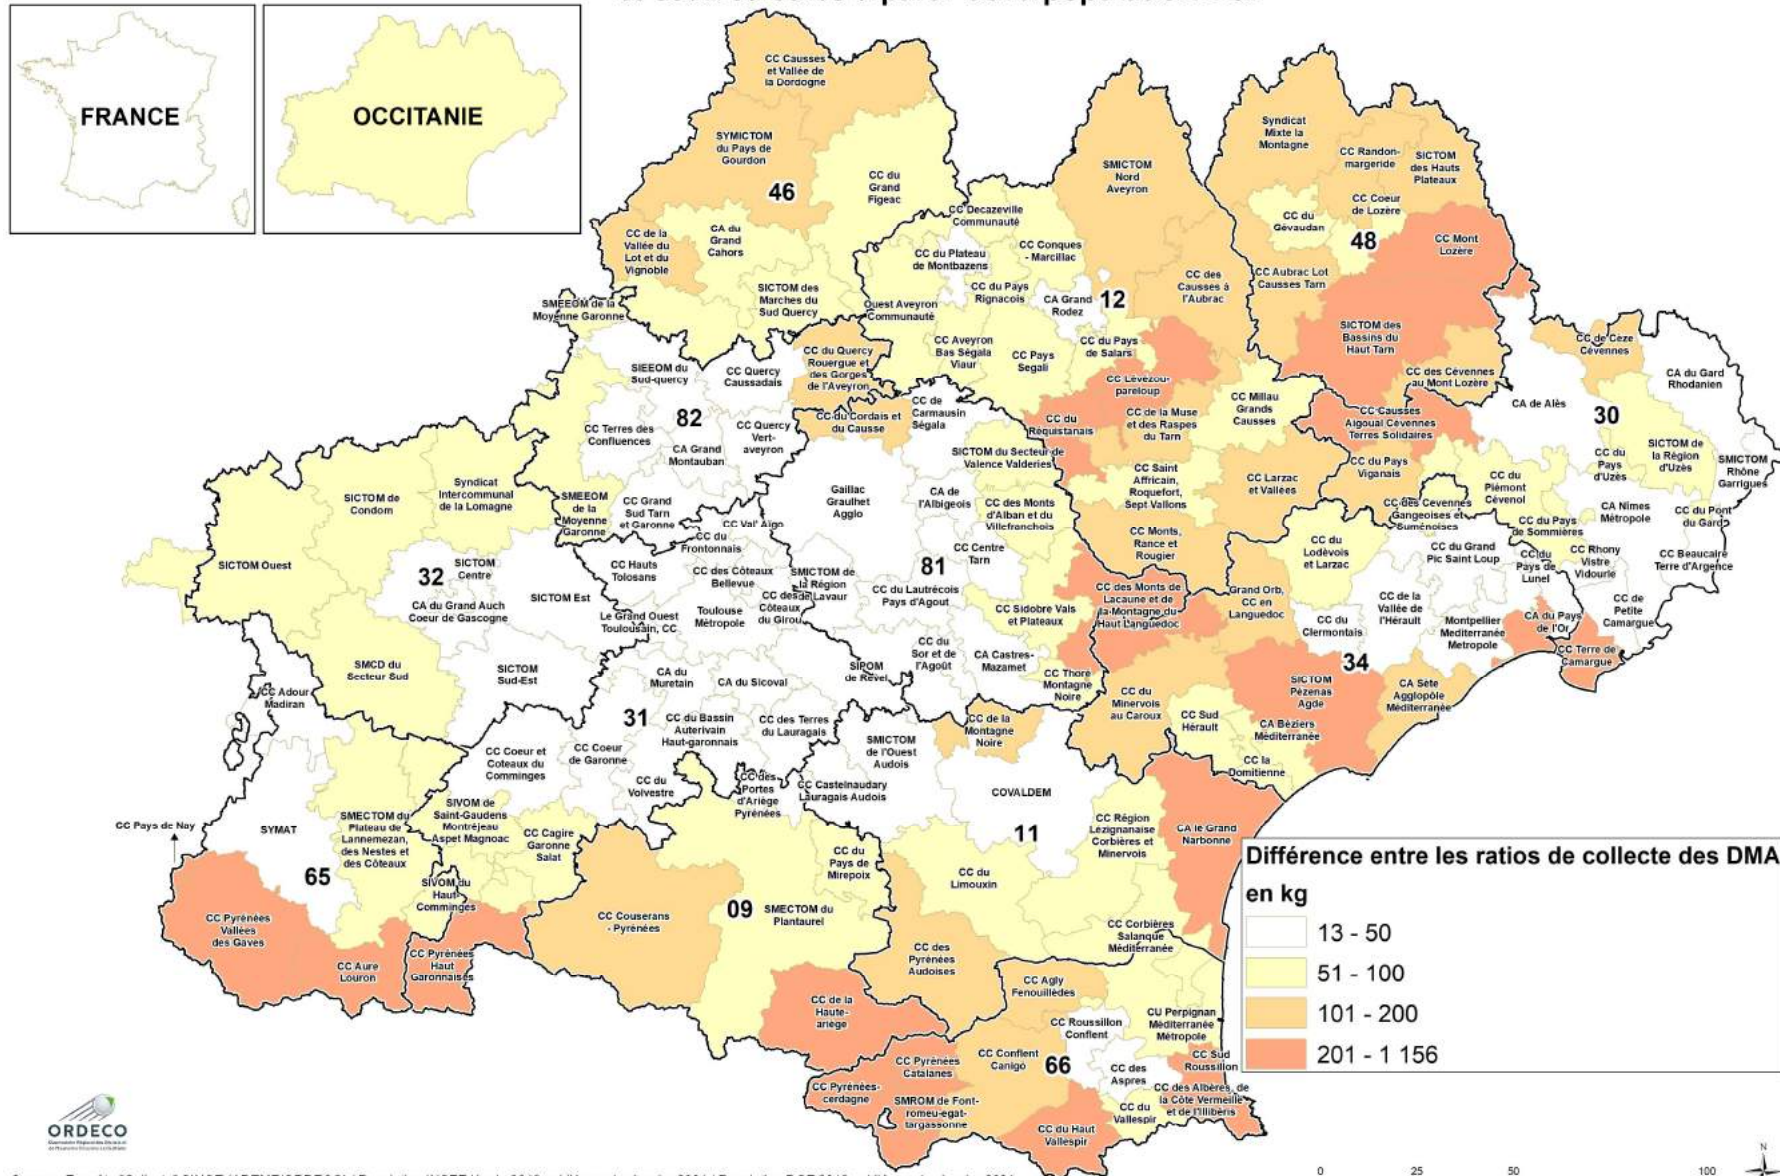 FRANCE
OCCITANIE
CC Causses
et Vallée de
la Dordogne
SYMICTOM
du Pays de
Gourdon
46
CC du
Grand
Figeac
CC de la
Vallée du
Lot et du
Vignoble
CA du
Grand
Cahors
SICTOM des
Marches du
Sud Quercy
SMEEOM de la
Moyenne Garonne
SMICTOM
Nord
Aveyron
CC Decazeville
Communauté
CC du Plateau
de Montbazens
CC Conques
- Marcillac
CC du Pays
Rignacois
CA Grand
Rodez
12
CC des
Causses à
l'Aubrac
Ouest Aveyron
Communauté
CC Aveyron
Bas Ségala
Viaur
CC Pays
Segali
CC du Pays
de Salars
CC Lévézou-
pareloup
CC du
Réquistanais
CC de la Muse
et des Raspes
du Tarn
CC Millau
Grands
Causses
CC Saint
Affricain,
Roquefort,
Sept Vallons
CC Larzac
et Vallées
CC Monts,
Rance et
Rougier
Syndicat
Mixte la
Montagne
CC Randon-
margeride
SICTOM
des Hauts
Plateaux
CC Coeur
de Lozère
CC du
Gévaudan
48
CC Mont
Lozère
CC Aubrac Lot
Causses Tarn
SICTOM des
Bassins du
Haut Tarn
CC des Cévennes
au Mont Lozère
CC de Cèze
Cévennes
CA du Gard
Rhodanien
CA de Alès
30
CC Causses
Aigoual Cévennes
Terres Solidaires
CC du Pays
Viganais
CC des Cevennes
Gangeoises et
Suménoises
CC du
Piémont
Cévenol
CC du
Pays
d'Uzès
SICTOM de
la Région
d'Uzès
SMICTOM
Rhône
Garrigues
CA Nîmes
Métropole
CC du Pont
du Gard
CC du Pays
de Sommières
CC Rhony
Vistre
Vidourle
CC Beaucaire
Terre d'Argence
CC de
Petite
Camargue
CC Terre de
Camargue
CC du Quercy
Rouergue et
des Gorges
de l'Aveyron
SIEEOM du
Sud-quercy
CC Quercy
Caussadais
82
CC Terres des
Confluences
CA Grand
Montauban
CC Quercy
Vert-
aveyron
SMEEOM
de la
Moyenne
Garonne
CC Grand
Sud Tarn
et Garonne
CC du Cordais et
du Causse
CC de
Carmausin
Ségala
SICTOM du Secteur de
Valence Valderies
Gaillac
Graulhet
Agglo
CA de
l'Albigeois
CC des Monts
d'Alban et du
Villefranchois
CC Centre
Tarn
81
CC du Lautrécois
Pays d'Agout
SMICTOM de
la Région
de Lavaur
CC Sidobre Vals
et Plateaux
CC des Monts de
Lacaune et de
la Montagne du
Haut Languedoc
CC du
Sor et de
l'Agoût
CA Castres-
Mazamet
CC Thoré
Montagne
Noire
SIPOM
de Revel
SICTOM de
Condom
Syndicat
Intercommunal
de la Lomagne
SICTOM Ouest
32
SICTOM
Centre
CA du Grand Auch
Coeur de Gascogne
SICTOM Est
SMCD du
Secteur Sud
SICTOM
Sud-Est
CC Val' Aïgo
CC du
Frontonnais
CC Hauts
Tolosans
CC des Côteaux
Bellevue
CC des
Côteaux
du Girou
Le Grand Ouest
Toulousain, CC
Toulouse
Métropole
CA du
Muretain
CA du Sicoval
31
CC du Bassin
Auterivain
Haut-garonnais
CC des Terres
du Lauragais
CC Coeur et
Coteaux du
Comminges
CC Coeur
de Garonne
CC du
Volvestre
SIVOM de
Saint-Gaudens
Montréjeau
Aspet Magnoac
CC Cagire
Garonne
Salat
SIVOM du
Haut-
Comminges
CC Pyrénées
Haut
Garonnaises
CC Adour
Madiran
CC Pays de Nay
SYMAT
SMECTOM du
Plateau de
Lannemezan,
des Nestes et
des Côteaux
65
CC Pyrénées
Vallées
des Gaves
CC Aure
Louron
CC des
Portes
d'Ariège
Pyrénées
CC du
Pays de
Mirepoix
CC Couserans
- Pyrénées
09
SMECTOM du
Plantaurel
CC de la
Haute-
ariège
SMICTOM
de l'Ouest
Audois
CC de la
Montagne
Noire
CC Castelnaudary
Lauragais Audois
COVALDEM
11
CC Région
Lézignanaise
Corbières et
Minervois
CA le Grand
Narbonne
CC du
Limouxin
CC des
Pyrénées
Audoises
CC Corbières
Salanque
Méditerranée
CC du
Lodévois
et Larzac
CC du Grand
Pic Saint Loup
CC du
Pays de
Lunel
Grand Orb,
CC en
Languedoc
CC de la
Vallée de
l'Hérault
CC du
Clermontais
Montpellier
Mediterranée
Metropole
CA du Pays
de l'Or
34
SICTOM
Pézenas
Agde
CA Sète
Agglopôle
Méditerranée
CC du
Minervois
au Caroux
CC Sud
Hérault
CA Béziers
Méditerranée
CC la
Domitienne
CC Agly
Fenouillèdes
CC Roussillon
Conflent
CU Perpignan
Méditerranée
Métropole
CC Conflent
Canigó
66
CC des
Aspres
CC Sud
Roussillon
CC Pyrénées
Catalanes
CC Pyrénées-
cerdagne
SMROM de Font-
romeu-egat-
targassonne
CC du Haut
Vallespir
CC du
Vallespir
CC des Albères, de
la Côte Vermeille
et de l'Illibéris
Différence entre les ratios de collecte des DMA
en kg
13 - 50
51 - 100
101 - 200
201 - 1 156
ORDECO
N
0 25 50 100